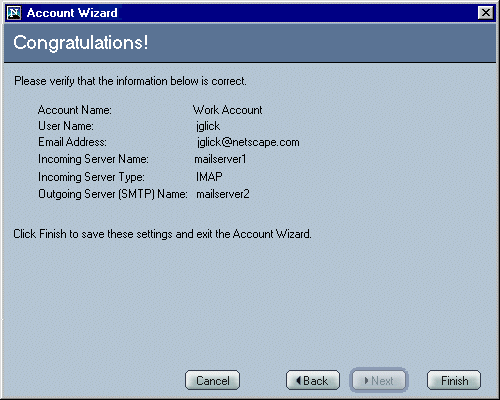 N Account Wizard
Congratulations!
Please verify that the information below is correct.
Account Name: Work Account
User Name: jglick
Email Address: jglick@netscape.com
Incoming Server Name: mailserver1
Incoming Server Type: IMAP
Outgoing Server (SMTP) Name: mailserver2
Click Finish to save these settings and exit the Account Wizard.
Cancel Back Next Finish